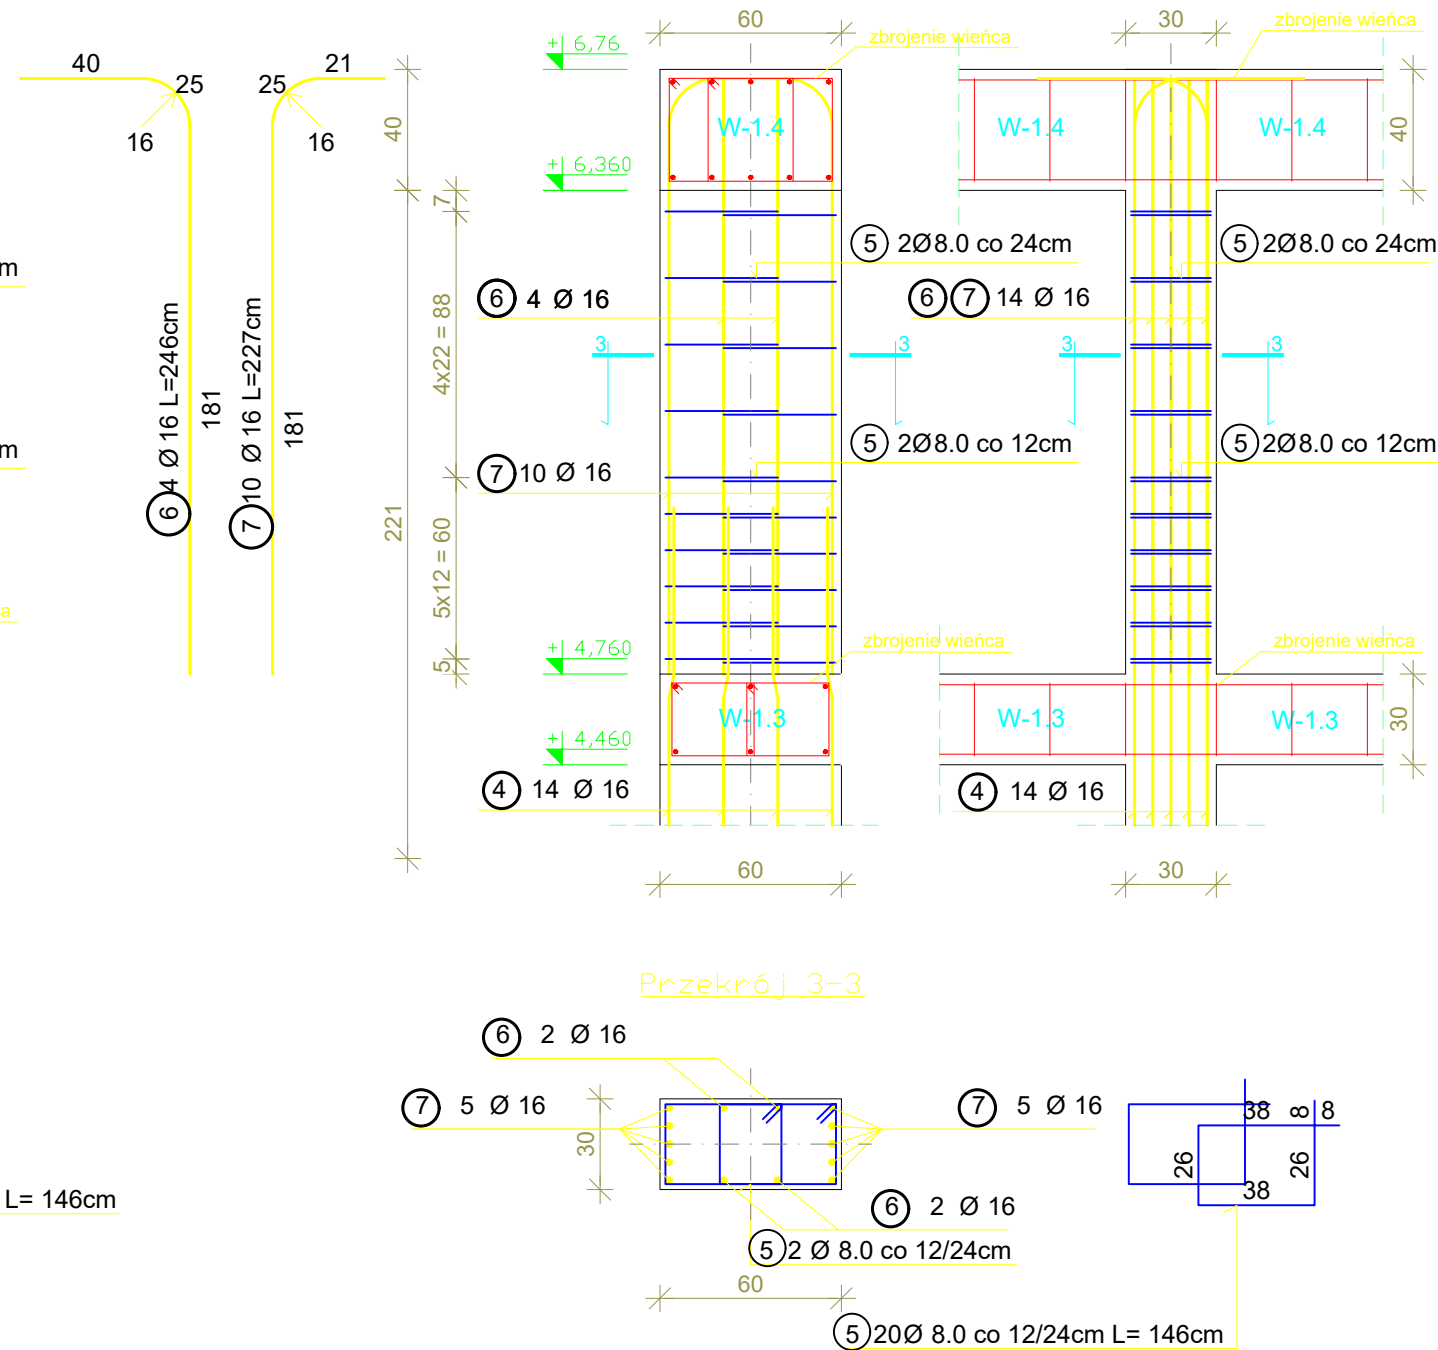 60
30
zbrojenie wieńca
zbrojenie wieńca
+ 6,76
40
25
16
25
21
16
40
W-1.4
W-1.4
W-1.4
40
+ 6,360
7
5 2Ø8.0 co 24cm
5 2Ø8.0 co 24cm
m
6 4 Ø 16
6 7 14 Ø 16
4x22 = 88
3
3
3
3
6 4 Ø 16 L=246cm
181
7 10 Ø 16 L=227cm
181
m
5 2Ø8.0 co 12cm
5 2Ø8.0 co 12cm
7 10 Ø 16
221
5x12 = 60
a
zbrojenie wieńca
zbrojenie wieńca
+ 4,760
5
W-1.3
W-1.3
W-1.3
30
+ 4,460
4 14 Ø 16
4 14 Ø 16
60
30
Przekrój 3-3
6 2 Ø 16
7 5 Ø 16
7 5 Ø 16
30
38
8
8
26
26
38
L= 146cm
6 2 Ø 16
5 2 Ø 8.0 co 12/24cm
60
5 20Ø 8.0 co 12/24cm L= 146cm